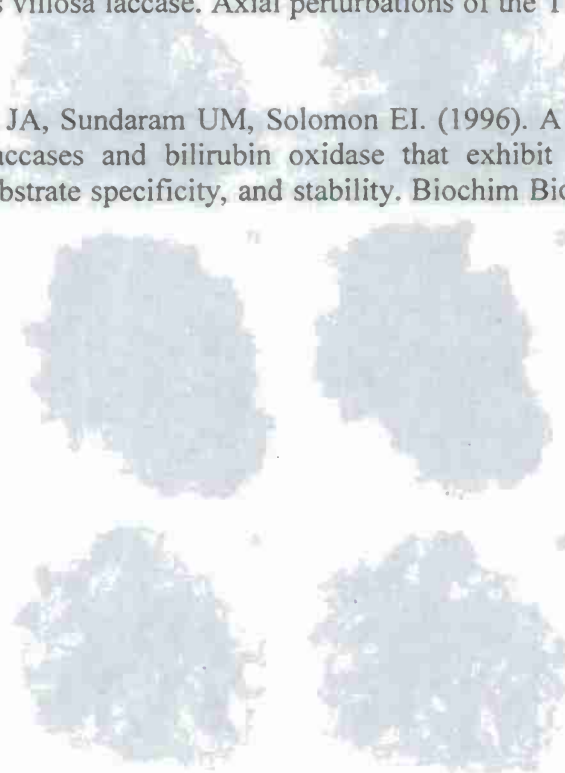 s villosa laccase. Axial perturbations of the T
JA, Sundaram UM, Solomon EI. (1996). A
accases and bilirubin oxidase that exhibit
bstrate specificity, and stability. Biochim Bio